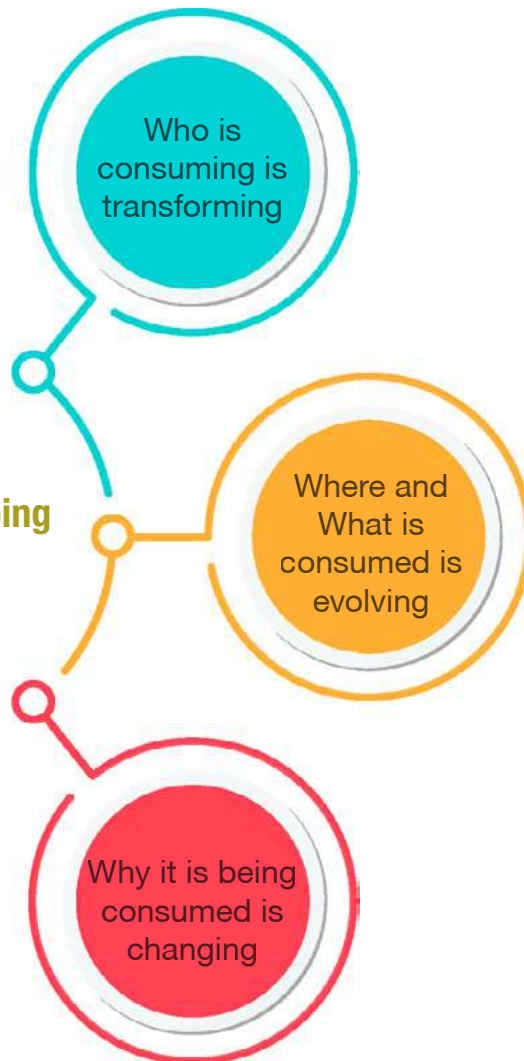 Who is
consuming is
transforming
Where and
What is
consumed is
evolving
Why it is being
consumed is
changing